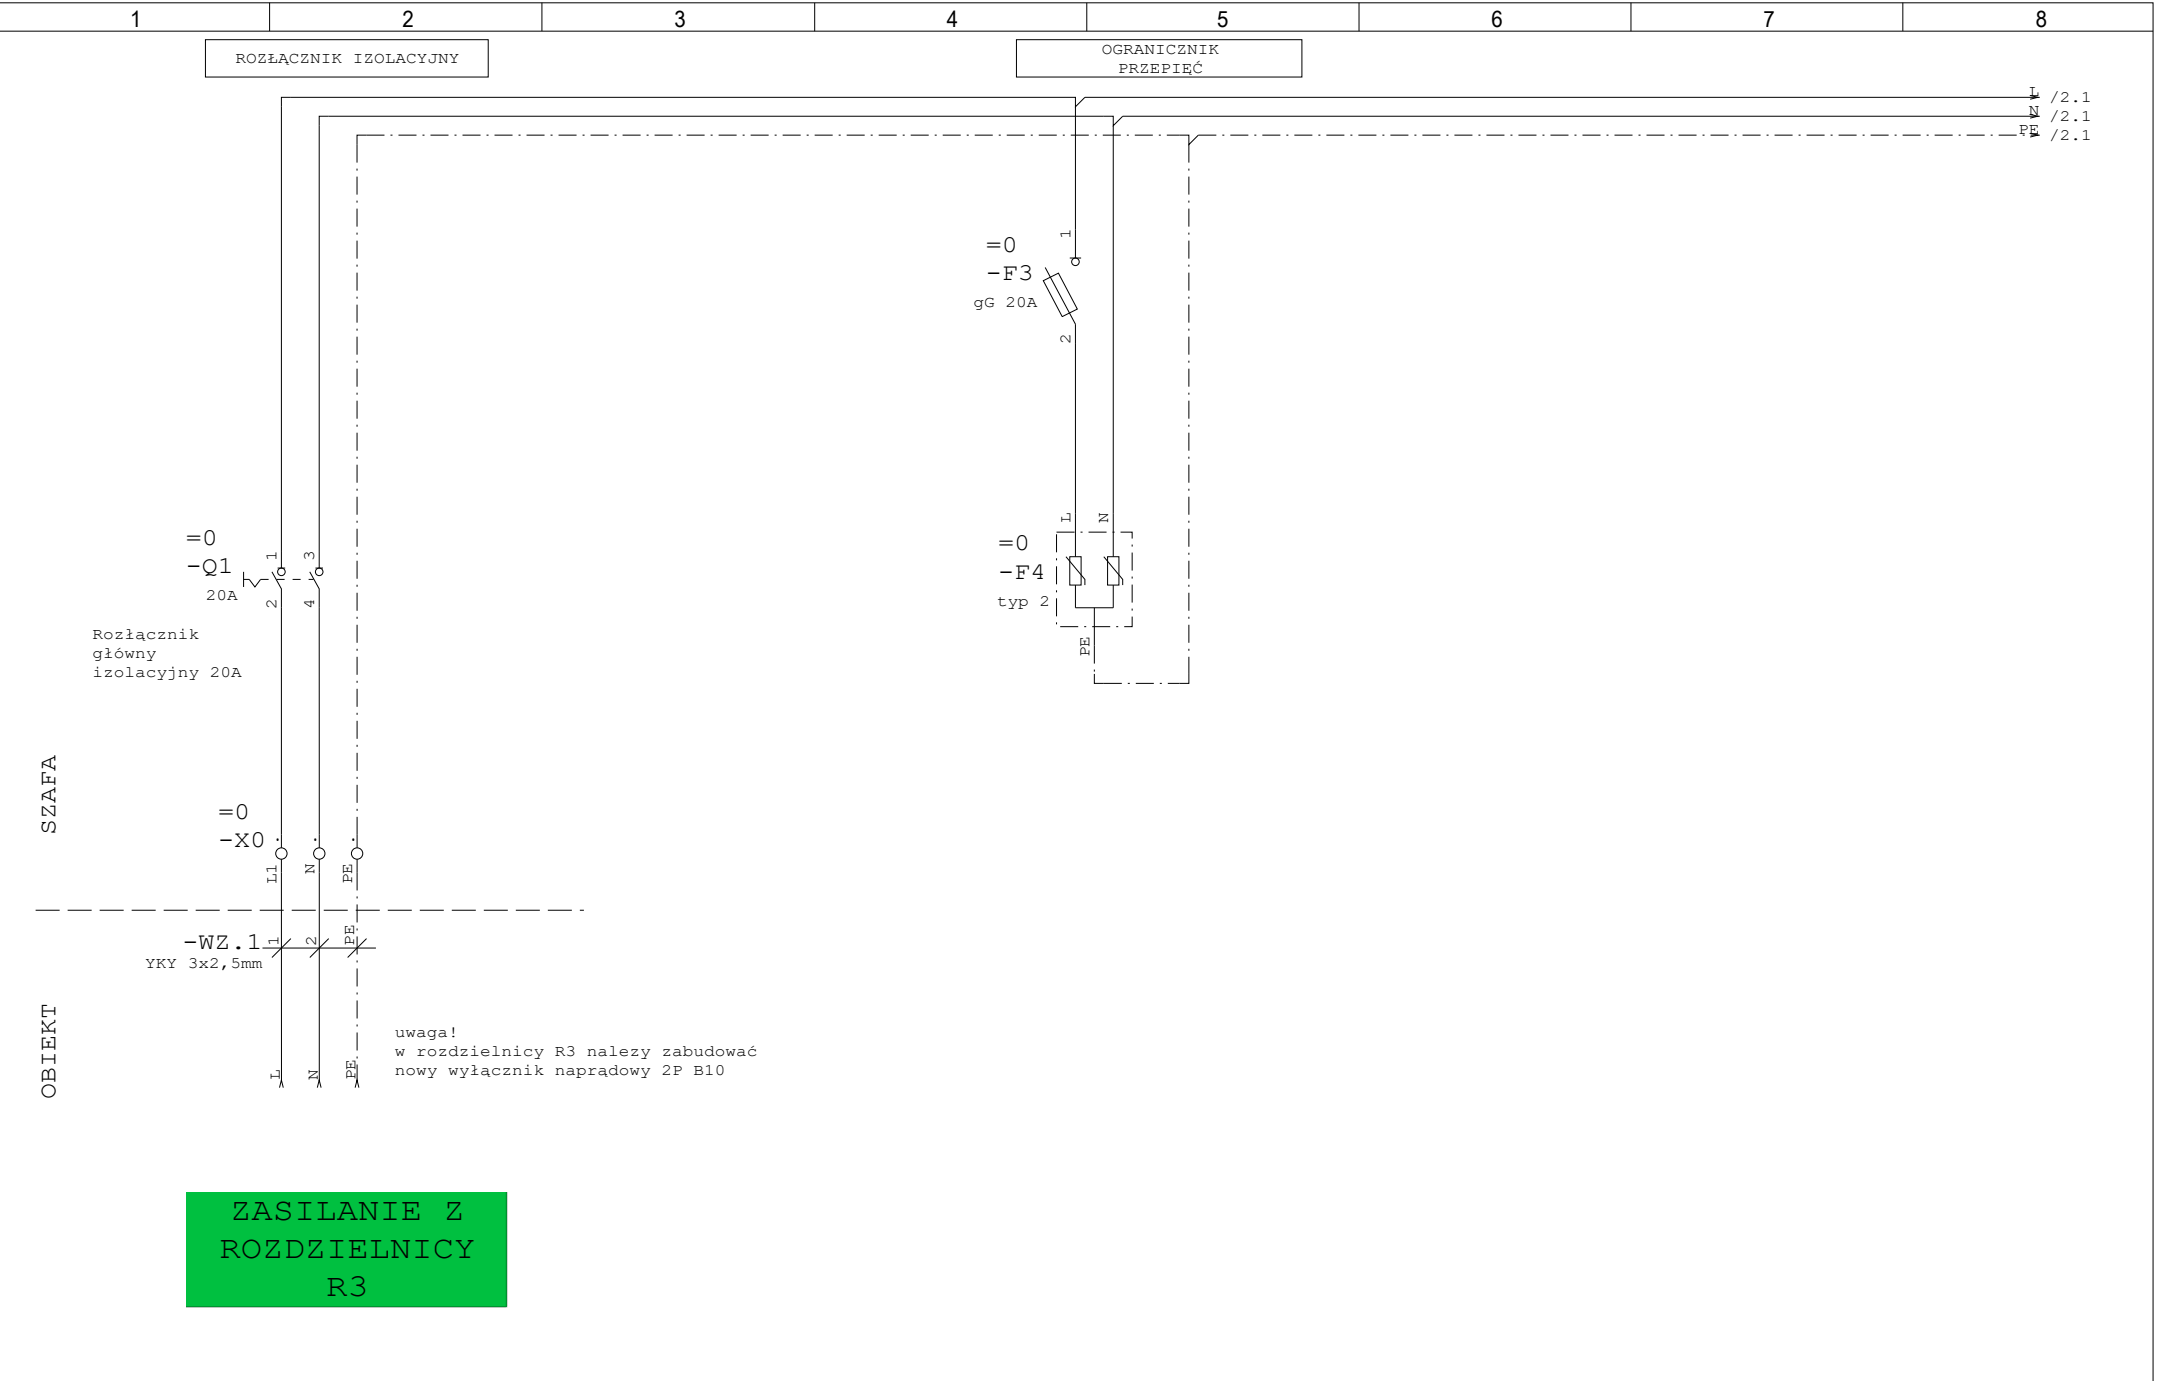 1 2 3 4 5 6 7 8
ROZŁĄCZNIK IZOLACYJNY
OGRANICZNIK
PRZEPIĘĆ
L /2.1
N /2.1
PE /2.1
=0
-F3
gG 20A
1
2
=0
-Q1
20A
1
3
2
4
Rozłącznik
główny
izolacyjny 20A
=0
-F4
typ 2
L
N
PE
SZAFA
=0
-X0
L1
N
PE
-WZ.1
YKY 3x2,5mm
1
2
PE
OBIEKT
uwaga!
w rozdzielnicy R3 nalezy zabudować
nowy wyłącznik naprądowy 2P B10
L
N
PE
ZASILANIE Z
ROZDZIELNICY
R3